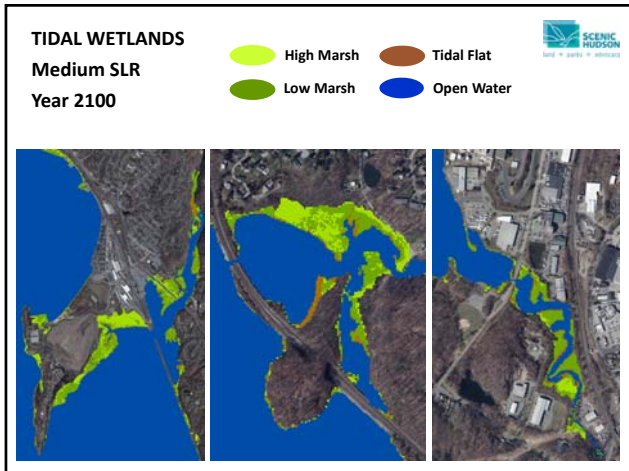 TIDAL WETLANDS
Medium SLR
Year 2100
High Marsh
Tidal Flat
Low Marsh
Open Water
SCENIC
HUDSON
land • parks • advocacy